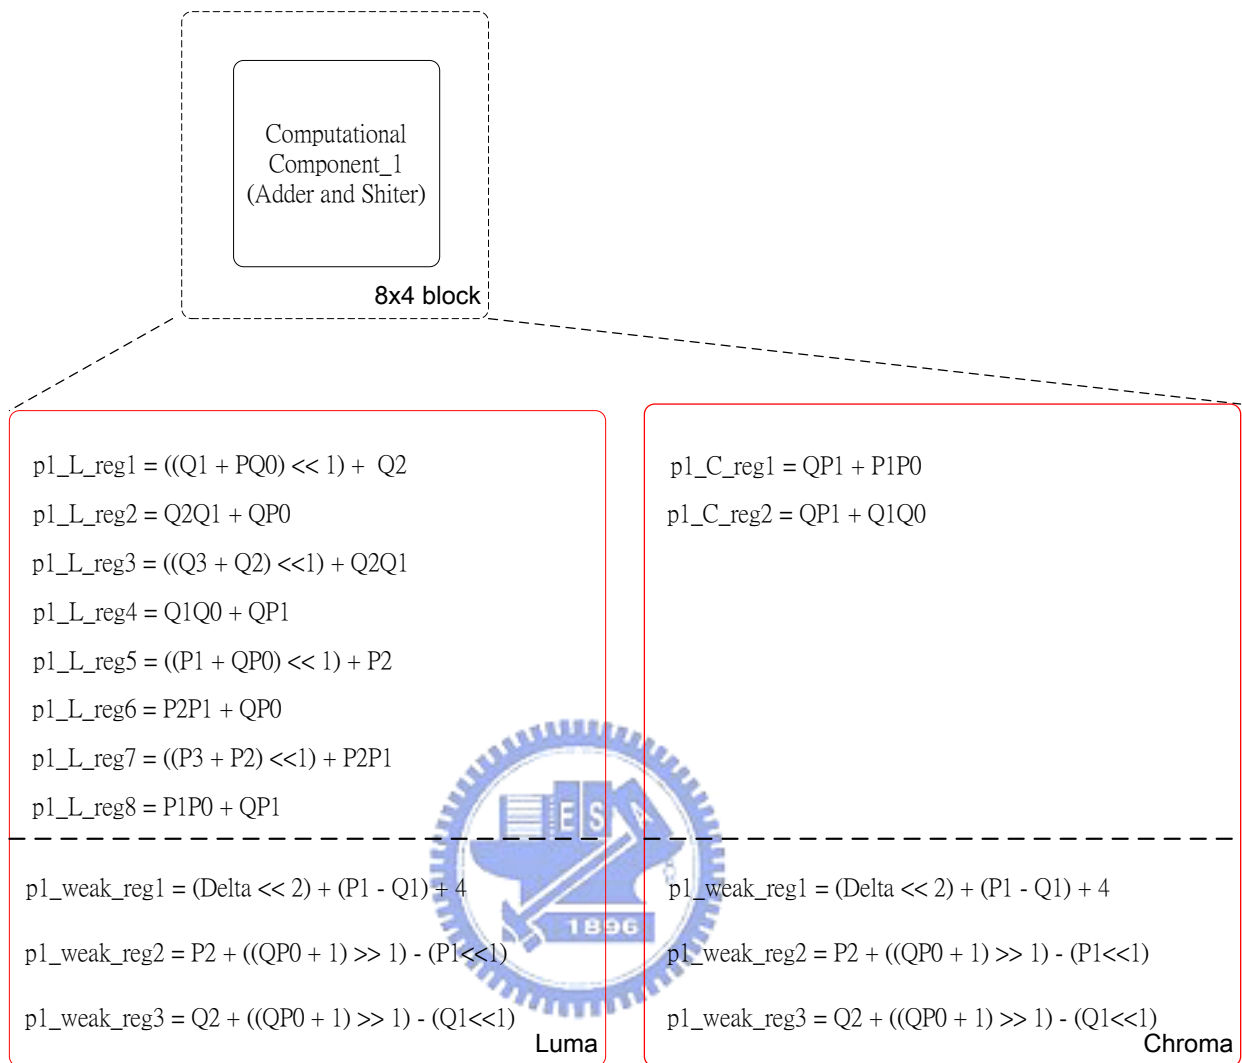 Computational
Component_1
(Adder and Shiter)
8x4 block
p1_L_reg1 = ((Q1 + PQ0) << 1) + Q2
p1_L_reg2 = Q2Q1 + QP0
p1_L_reg3 = ((Q3 + Q2) <<1) + Q2Q1
p1_L_reg4 = Q1Q0 + QP1
p1_L_reg5 = ((P1 + QP0) << 1) + P2
p1_L_reg6 = P2P1 + QP0
p1_L_reg7 = ((P3 + P2) <<1) + P2P1
p1_L_reg8 = P1P0 + QP1
p1_weak_reg1 = (Delta << 2) + (P1 - Q1) + 4
p1_weak_reg2 = P2 + ((QP0 + 1) >> 1) - (P1<<1)
p1_weak_reg3 = Q2 + ((QP0 + 1) >> 1) - (Q1<<1)
Luma
p1_C_reg1 = QP1 + P1P0
p1_C_reg2 = QP1 + Q1Q0
p1_weak_reg1 = (Delta << 2) + (P1 - Q1) + 4
p1_weak_reg2 = P2 + ((QP0 + 1) >> 1) - (P1<<1)
p1_weak_reg3 = Q2 + ((QP0 + 1) >> 1) - (Q1<<1)
Chroma
E S A
1896